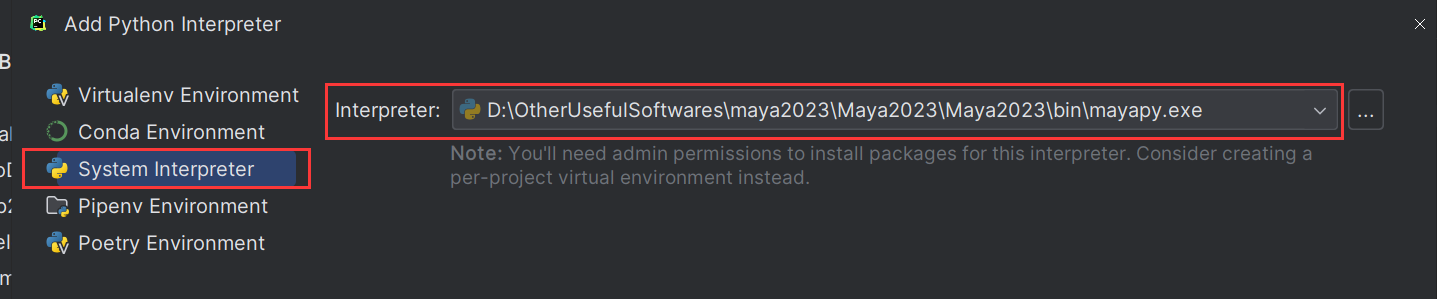 Add Python Interpreter
Virtualenv Environment
Conda Environment
System Interpreter
Pipenv Environment
Poetry Environment
Interpreter: D:\OtherUsefulSoftwares\maya2023\Maya2023\Maya2023\bin\mayapy.exe ...
Note: You'll need admin permissions to install packages for this interpreter. Consider creating a
per-project virtual environment instead.